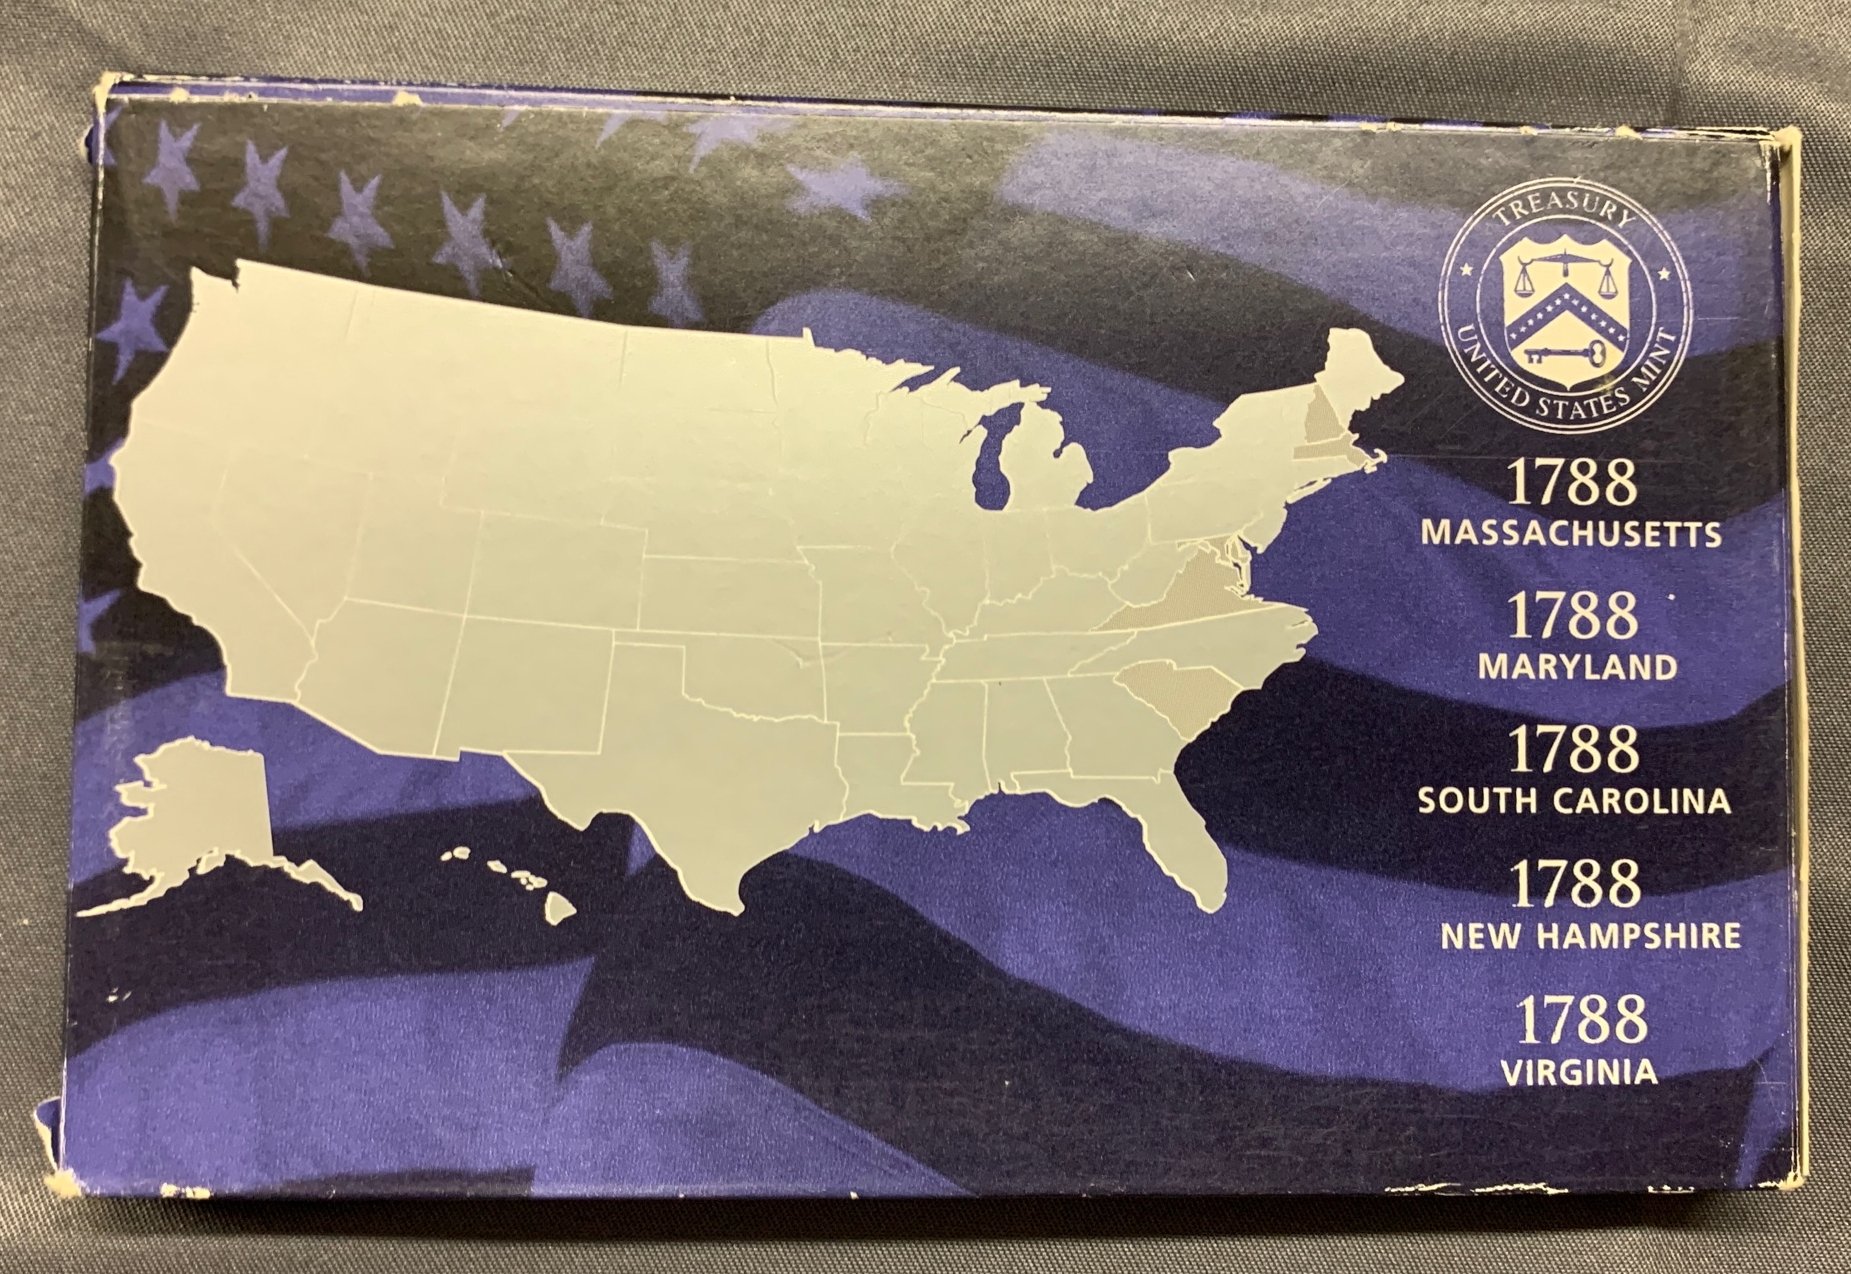 TREASURY
UNITED STATES MINT
1788
MASSACHUSETTS
1788
MARYLAND
1788
SOUTH CAROLINA
1788
NEW HAMPSHIRE
1788
VIRGINIA